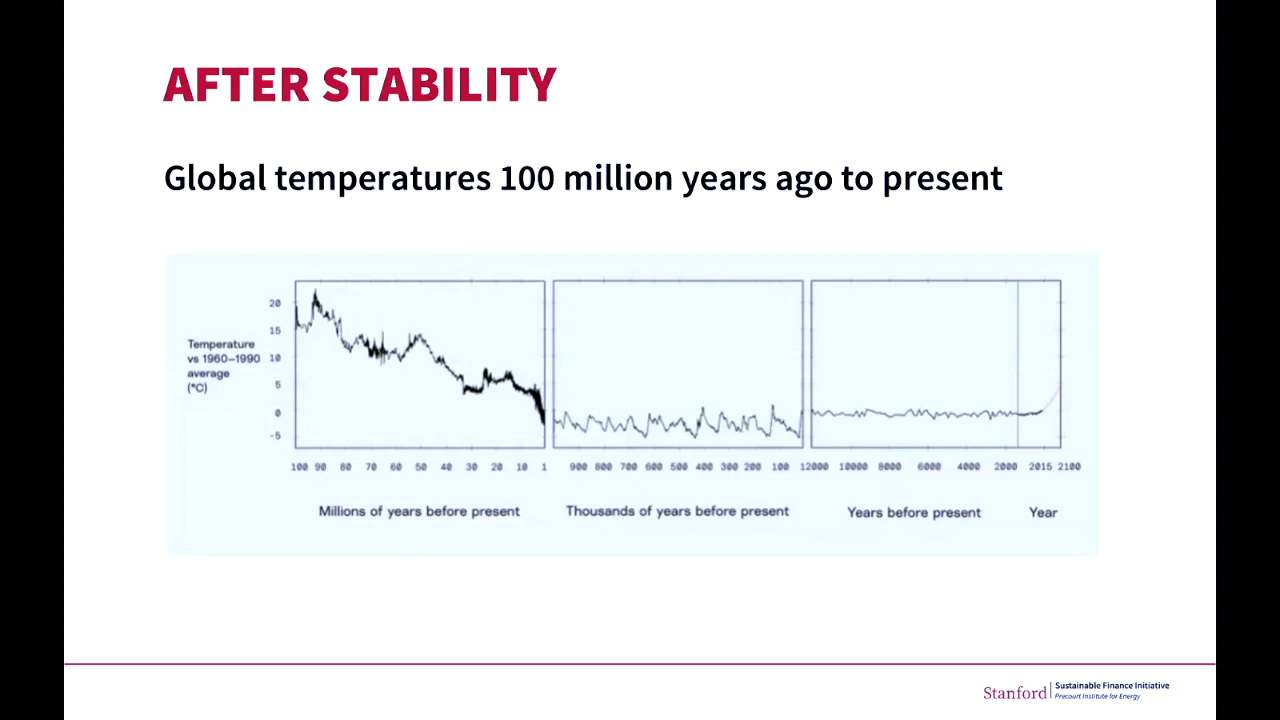 AFTER STABILITY
Global temperatures 100 million years ago to present
Temperature
vs 1960–1990
average
(°C)
20
15
10
5
0
-5
100 90 80 70 60 50 40 30 20 10 1
900 800 700 600 500 400 300 200 100
12000 10000 8000 6000 4000 2000 2015 2100
Millions of years before present
Thousands of years before present
Years before present
Year
Stanford
Sustainable Finance Initiative
Precourt Institute for Energy